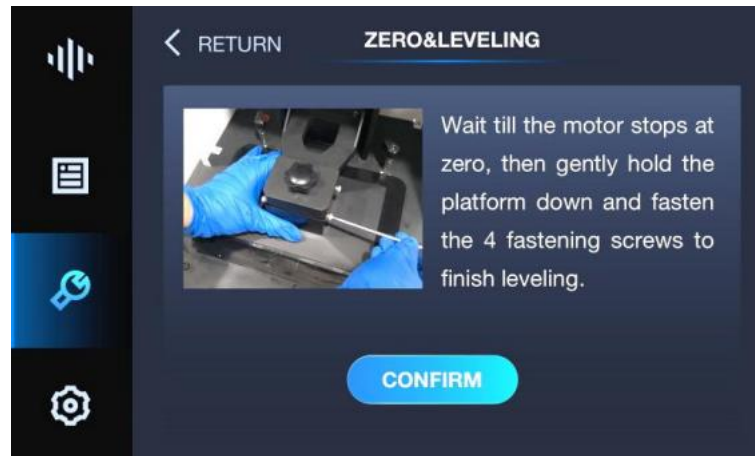 RETURN
ZERO&LEVELING
Wait till the motor stops at
zero, then gently hold the
platform down and fasten
the 4 fastening screws to
finish leveling.
CONFIRM